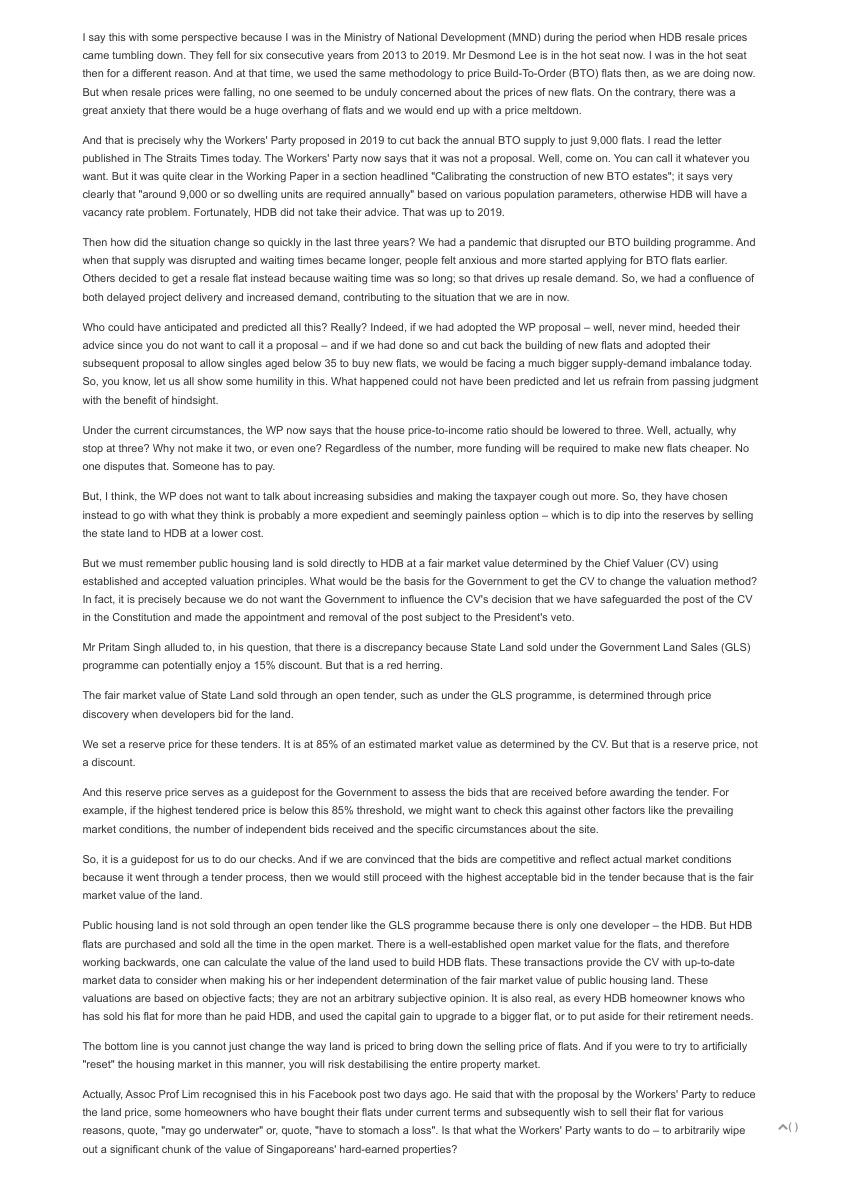 I say this with some perspective because I was in the Ministry of National Development (MND) during the period when HDB resale prices
came tumbling down. They fell for six consecutive years from 2013 to 2019. Mr Desmond Lee is in the hot seat now. I was in the hot seat
then for a different reason. And at that time, we used the same methodology to price Build-To-Order (BTO) flats then, as we are doing now.
But when resale prices were falling, no one seemed to be unduly concerned about the prices of new flats. On the contrary, there was a
great anxiety that there would be a huge overhang of flats and we would end up with a price meltdown.
And that is precisely why the Workers' Party proposed in 2019 to cut back the annual BTO supply to just 9,000 flats. I read the letter
published in The Straits Times today. The Workers' Party now says that it was not a proposal. Well, come on. You can call it whatever you
want. But it was quite clear in the Working Paper in a section headlined "Calibrating the construction of new BTO estates"; it says very
clearly that "around 9,000 or so dwelling units are required annually" based on various population parameters, otherwise HDB will have a
vacancy rate problem. Fortunately, HDB did not take their advice. That was up to 2019.
Then how did the situation change so quickly in the last three years? We had a pandemic that disrupted our BTO building programme. And
when that supply was disrupted and waiting times became longer, people felt anxious and more started applying for BTO flats earlier.
Others decided to get a resale flat instead because waiting time was so long; so that drives up resale demand. So, we had a confluence of
both delayed project delivery and increased demand, contributing to the situation that we are in now.
Who could have anticipated and predicted all this? Really? Indeed, if we had adopted the WP proposal – well, never mind, heeded their
advice since you do not want to call it a proposal – and if we had done so and cut back the building of new flats and adopted their
subsequent proposal to allow singles aged below 35 to buy new flats, we would be facing a much bigger supply-demand imbalance today.
So, you know, let us all show some humility in this. What happened could not have been predicted and let us refrain from passing judgment
with the benefit of hindsight.
Under the current circumstances, the WP now says that the house price-to-income ratio should be lowered to three. Well, actually, why
stop at three? Why not make it two, or even one? Regardless of the number, more funding will be required to make new flats cheaper. No
one disputes that. Someone has to pay.
But, I think, the WP does not want to talk about increasing subsidies and making the taxpayer cough out more. So, they have chosen
instead to go with what they think is probably a more expedient and seemingly painless option – which is to dip into the reserves by selling
the state land to HDB at a lower cost.
But we must remember public housing land is sold directly to HDB at a fair market value determined by the Chief Valuer (CV) using
established and accepted valuation principles. What would be the basis for the Government to get the CV to change the valuation method?
In fact, it is precisely because we do not want the Government to influence the CV's decision that we have safeguarded the post of the CV
in the Constitution and made the appointment and removal of the post subject to the President's veto.
Mr Pritam Singh alluded to, in his question, that there is a discrepancy because State Land sold under the Government Land Sales (GLS)
programme can potentially enjoy a 15% discount. But that is a red herring.
The fair market value of State Land sold through an open tender, such as under the GLS programme, is determined through price
discovery when developers bid for the land.
We set a reserve price for these tenders. It is at 85% of an estimated market value as determined by the CV. But that is a reserve price, not
a discount.
And this reserve price serves as a guidepost for the Government to assess the bids that are received before awarding the tender. For
example, if the highest tendered price is below this 85% threshold, we might want to check this against other factors like the prevailing
market conditions, the number of independent bids received and the specific circumstances about the site.
So, it is a guidepost for us to do our checks. And if we are convinced that the bids are competitive and reflect actual market conditions
because it went through a tender process, then we would still proceed with the highest acceptable bid in the tender because that is the fair
market value of the land.
Public housing land is not sold through an open tender like the GLS programme because there is only one developer – the HDB. But HDB
flats are purchased and sold all the time in the open market. There is a well-established open market value for the flats, and therefore
working backwards, one can calculate the value of the land used to build HDB flats. These transactions provide the CV with up-to-date
market data to consider when making his or her independent determination of the fair market value of public housing land. These
valuations are based on objective facts; they are not an arbitrary subjective opinion. It is also real, as every HDB homeowner knows who
has sold his flat for more than he paid HDB, and used the capital gain to upgrade to a bigger flat, or to put aside for their retirement needs.
The bottom line is you cannot just change the way land is priced to bring down the selling price of flats. And if you were to try to artificially
"reset" the housing market in this manner, you will risk destabilising the entire property market.
Actually, Assoc Prof Lim recognised this in his Facebook post two days ago. He said that with the proposal by the Workers' Party to reduce
the land price, some homeowners who have bought their flats under current terms and subsequently wish to sell their flat for various
reasons, quote, "may go underwater" or, quote, "have to stomach a loss". Is that what the Workers' Party wants to do – to arbitrarily wipe
out a significant chunk of the value of Singaporeans' hard-earned properties?
( )